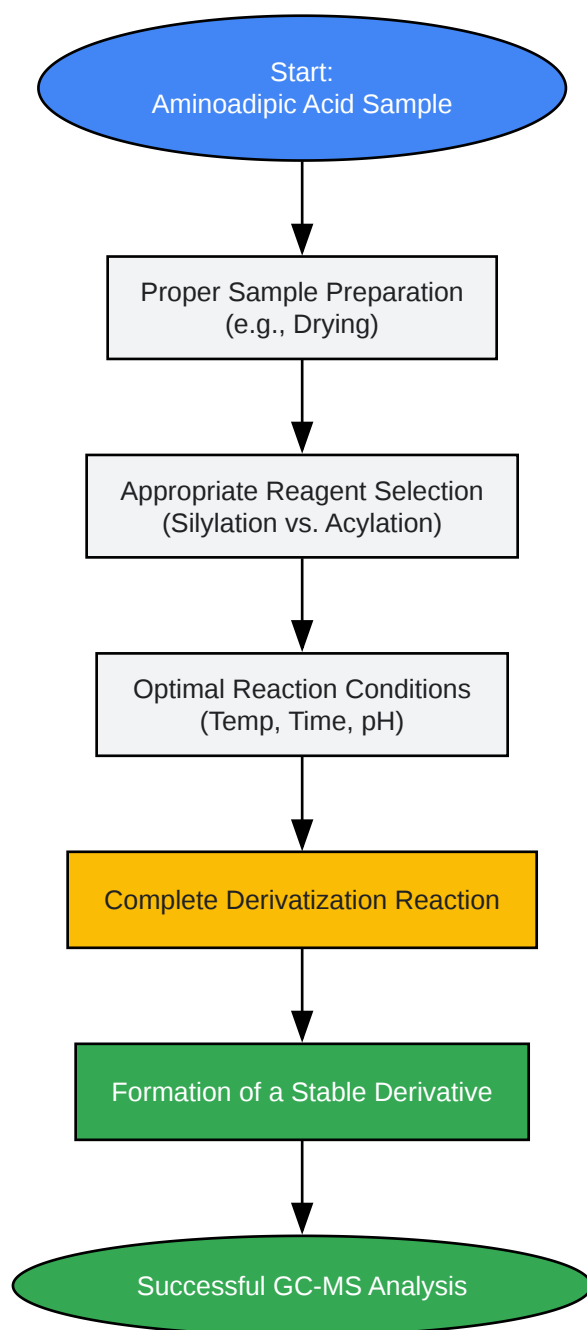 Start:
Aminoadipic Acid Sample
Proper Sample Preparation
(e.g., Drying)
Appropriate Reagent Selection
(Silylation vs. Acylation)
Optimal Reaction Conditions
(Temp, Time, pH)
Complete Derivatization Reaction
Formation of a Stable Derivative
Successful GC-MS Analysis